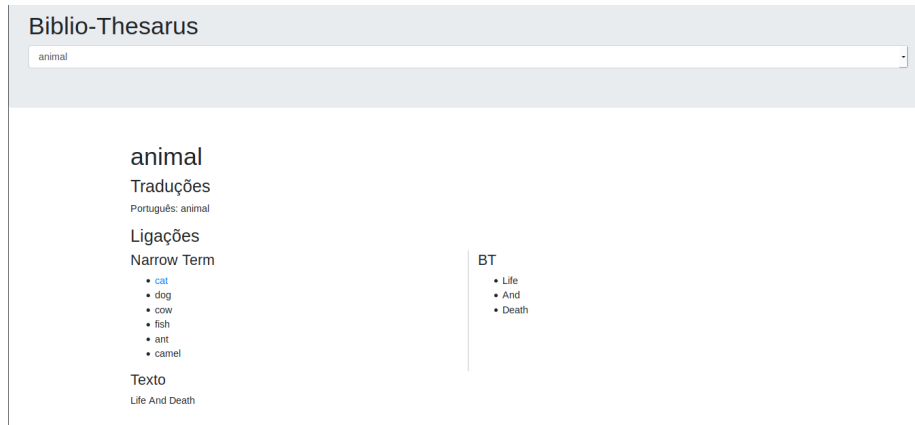 Biblio-Thesarus
animal
animal
Traduções
Português: animal
Ligações
Narrow Term
cat
dog
cow
fish
ant
camel
BT
Life
And
Death
Texto
Life And Death